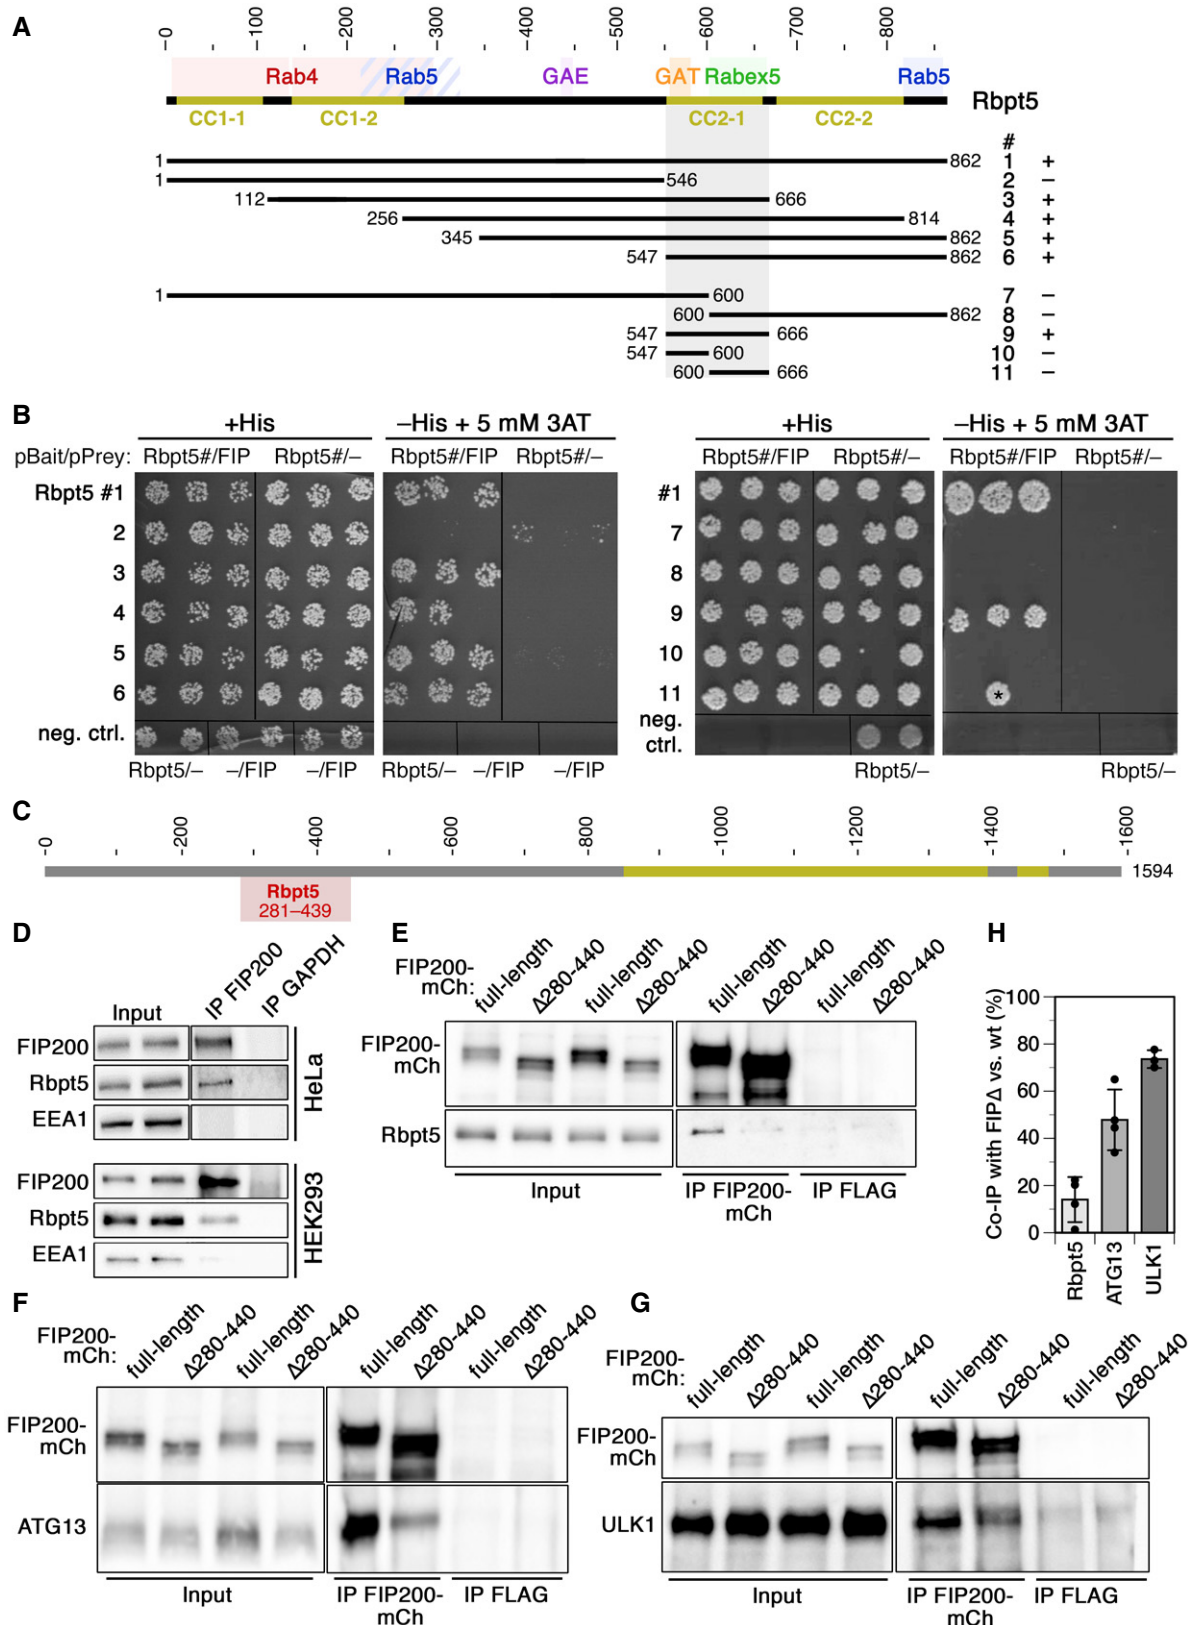 A
0 100 200 300 400 500 600 700 800
Rab4 Rab5 GAE GAT Rabex5 Rab5
Rbpt5
CC1-1 CC1-2 CC2-1 CC2-2
#
1 862 1 +
1 546 2 –
112 666 3 +
256 814 4 +
345 862 5 +
547 862 6 +
1 600 7 –
600 862 8 –
547 666 9 +
547 600 10 –
600 666 11 –
B
+His –His + 5 mM 3AT +His –His + 5 mM 3AT
pBait/pPrey: Rbpt5#/FIP Rbpt5#/– Rbpt5#/FIP Rbpt5#/– Rbpt5#/FIP Rbpt5#/– Rbpt5#/FIP Rbpt5#/–
Rbpt5 #1 #1
2 7
3 8
4 9
5 10
6 11 *
neg. ctrl. neg.
ctrl.
Rbpt5/– –/FIP –/FIP Rbpt5/– –/FIP –/FIP Rbpt5/– Rbpt5/–
C
0 200 400 600 800 1000 1200 1400 1600
1594
Rbpt5
281–439
D
Input IP FIP200 IP GAPDH
FIP200
Rbpt5
EEA1
HeLa
FIP200
Rbpt5
EEA1
HEK293
E
FIP200-
mCh: full-length Δ280-440 full-length Δ280-440 full-length Δ280-440 full-length Δ280-440
FIP200-
mCh
Rbpt5
Input IP FIP200-
mCh IP FLAG
H
Co-IP with FIPΔ vs. wt (%)
100
80
60
40
20
0
Rbpt5 ATG13 ULK1
F
FIP200-
mCh: full-length Δ280-440 full-length Δ280-440 full-length Δ280-440 full-length Δ280-440
FIP200-
mCh
ATG13
Input IP FIP200-
mCh IP FLAG
G
FIP200-
mCh: full-length Δ280-440 full-length Δ280-440 full-length Δ280-440 full-length Δ280-440
FIP200-
mCh
ULK1
Input IP FIP200-
mCh IP FLAG